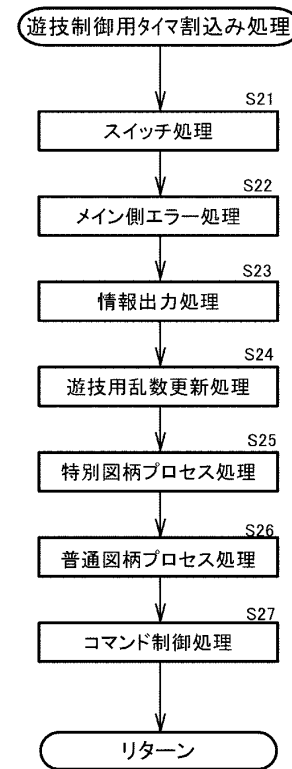 遊技制御用タイマ割込み処理
S21
スイッチ処理
S22
メイン側エラー処理
S23
情報出力処理
S24
遊技用乱数更新処理
S25
特別図柄プロセス処理
S26
普通図柄プロセス処理
S27
コマンド制御処理
リターン